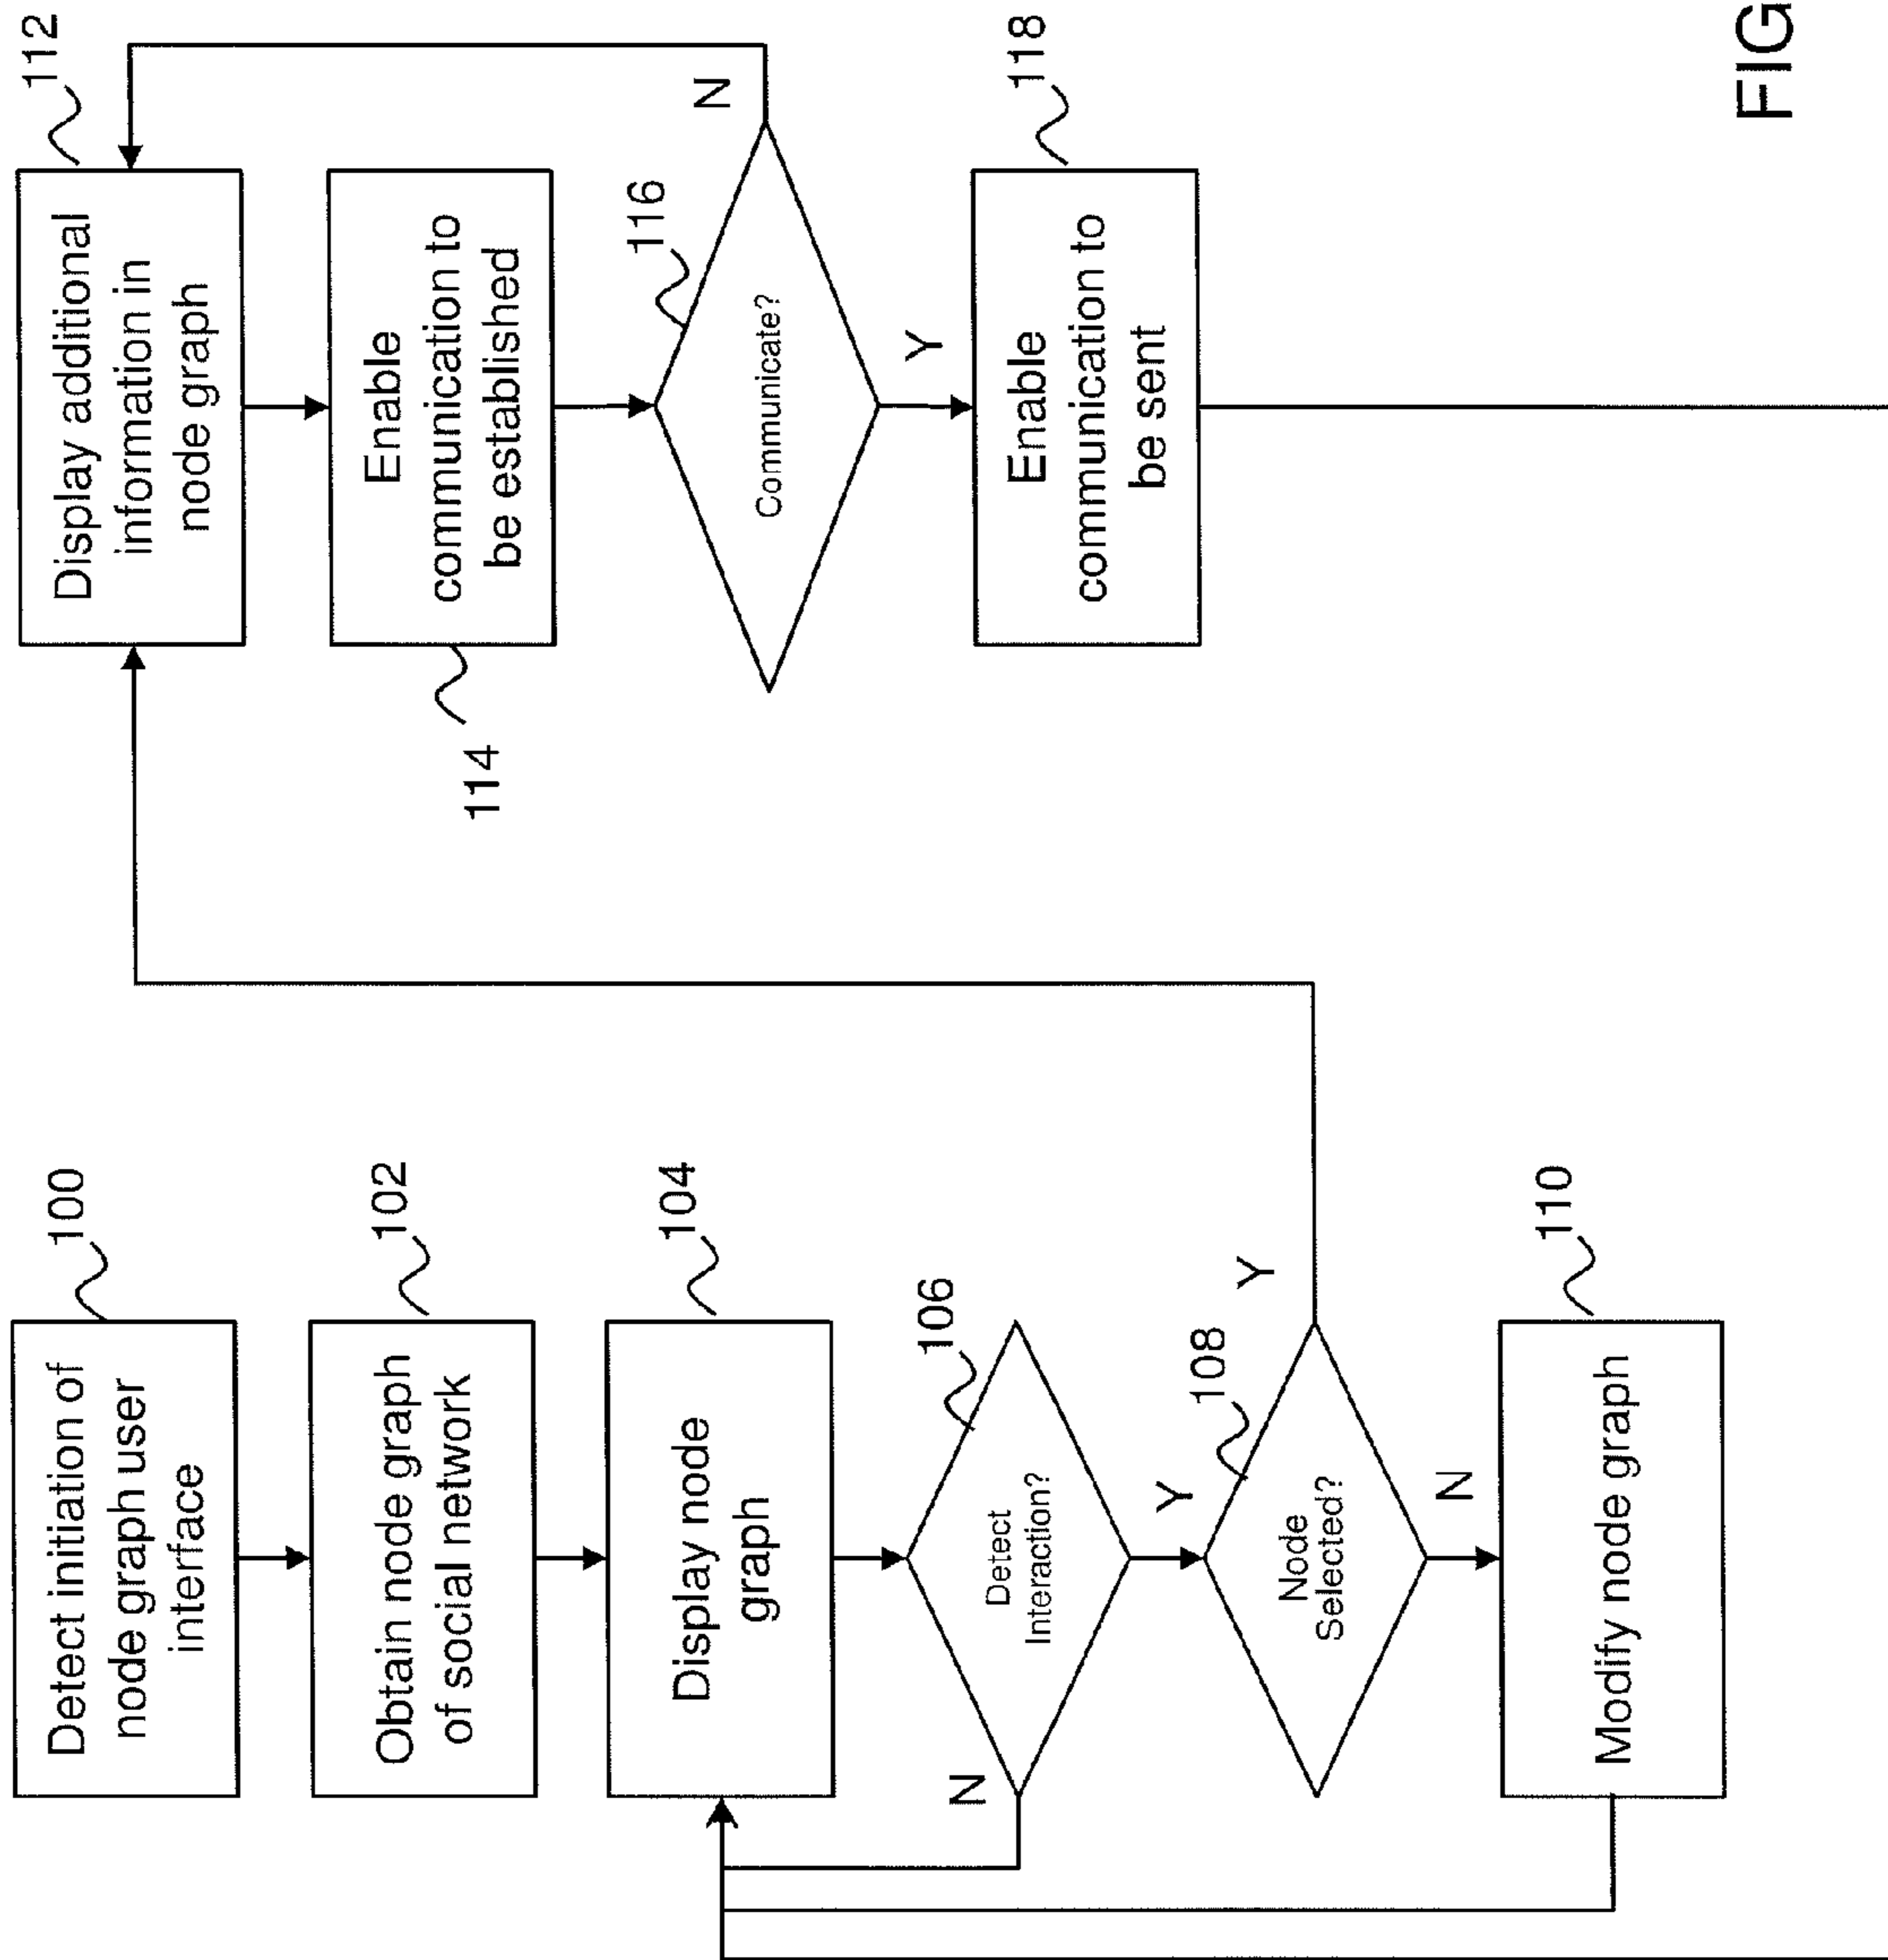 100
Detect initiation of
node graph user
interface
102
Obtain node graph
of social network
104
Display node
graph
106
Detect
Interaction?
N
Y
108
Node
Selected?
Y
N
110
Modify node graph
112
Display additional
information in
node graph
114
Enable
communication to
be established
116
Communicate?
N
Y
118
Enable
communication to
be sent
FIG